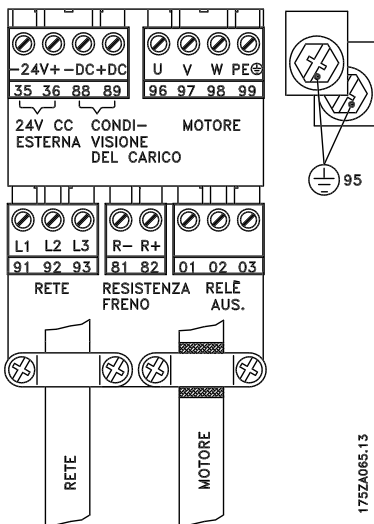 -24V+ -DC+DC U V W PE
35 36 88 89 96 97 98 99
24V CC CONDI- MOTORE
ESTERNA VISIONE
DEL CARICO
95
L1 L2 L3 R- R+
91 92 93 81 82 01 02 03
RETE RESISTENZA RELÈ
FRENO AUS.
RETE
MOTORE
175ZA065.13